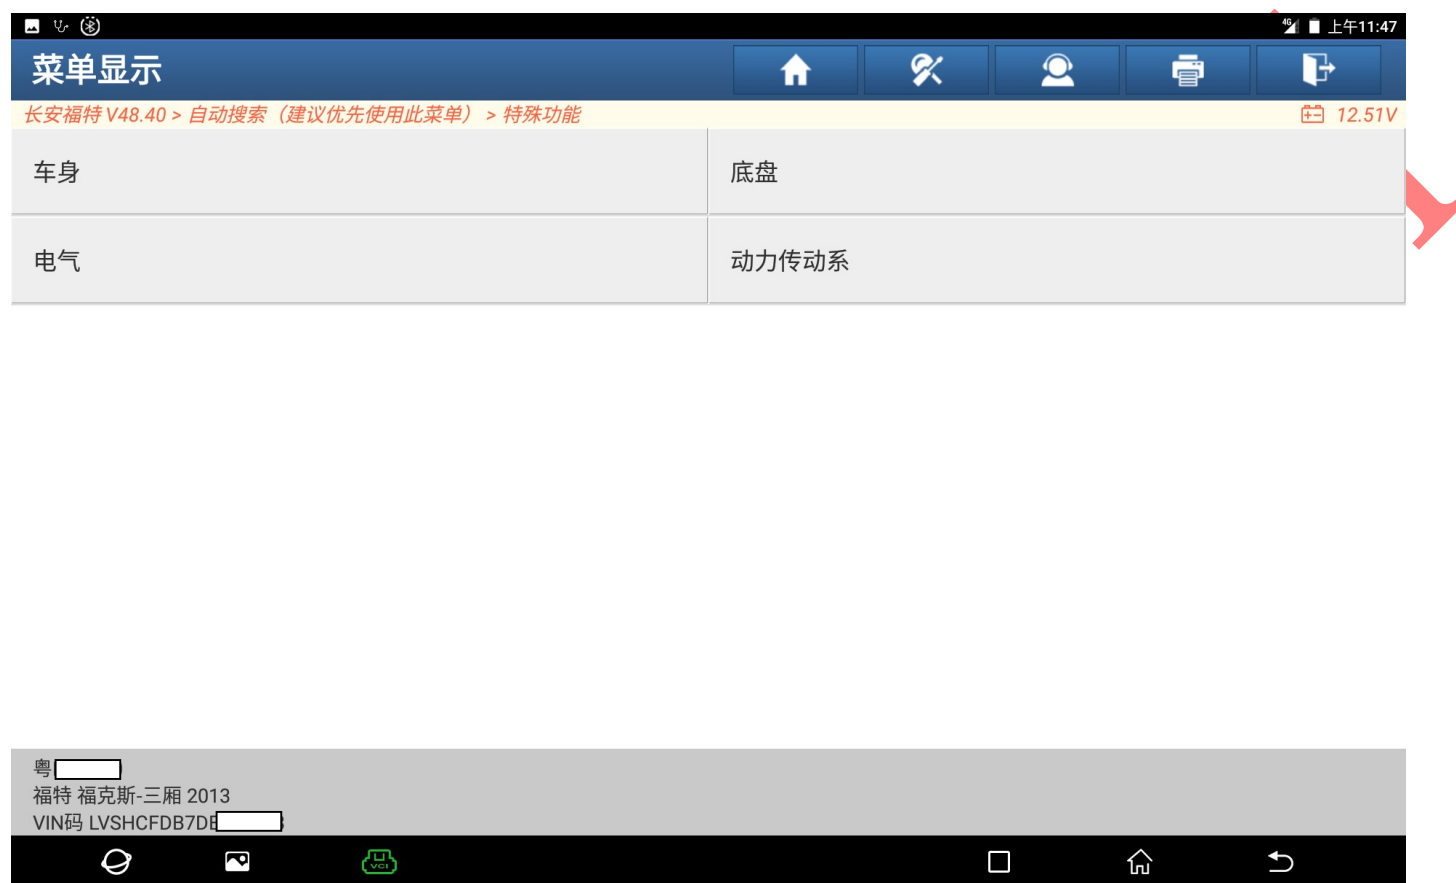 4G 上午11:47
菜单显示
长安福特 V48.40 > 自动搜索（建议优先使用此菜单） > 特殊功能 12.51V
车身 底盘
电气 动力传动系
粤
福特 福克斯-三厢 2013
VIN码 LVSHCFDB7DE
VCI